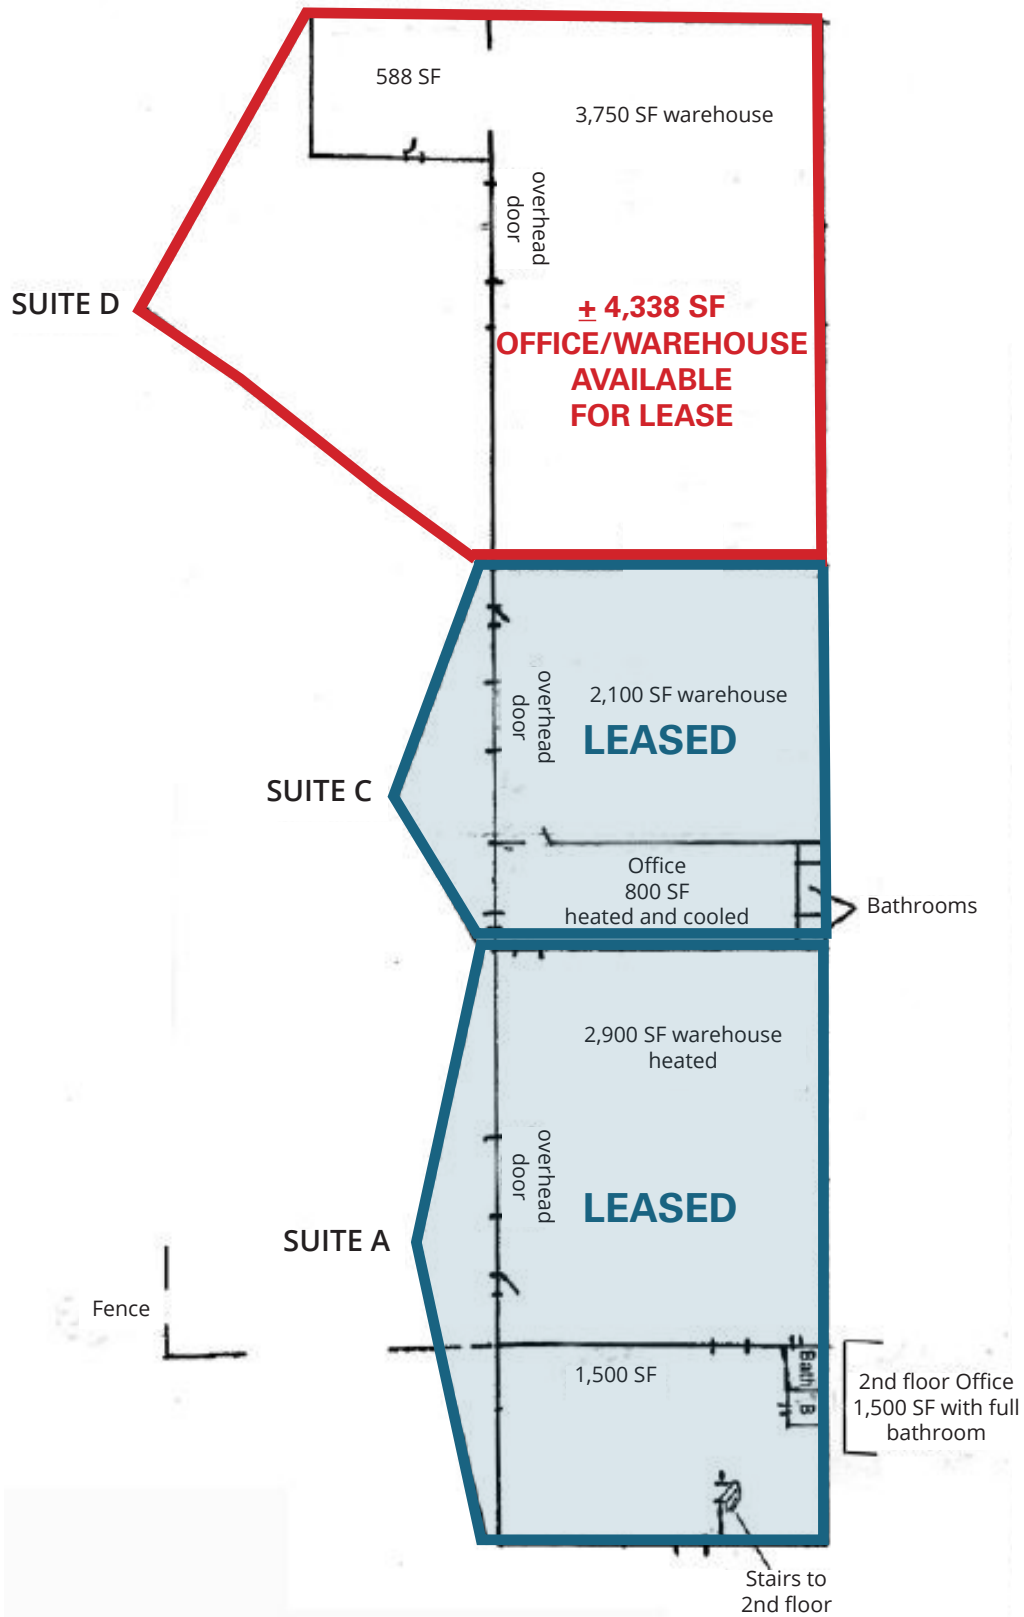 588 SF
3,750 SF warehouse
overhead
door
SUITE D
± 4,338 SF
OFFICE/WAREHOUSE
AVAILABLE
FOR LEASE
overhead
door
2,100 SF warehouse
LEASED
SUITE C
Office
800 SF
heated and cooled
Bathrooms
2,900 SF warehouse
heated
overhead
door
LEASED
SUITE A
Fence
1,500 SF
Bath
B
2nd floor Office
1,500 SF with full
bathroom
Stairs to
2nd floor